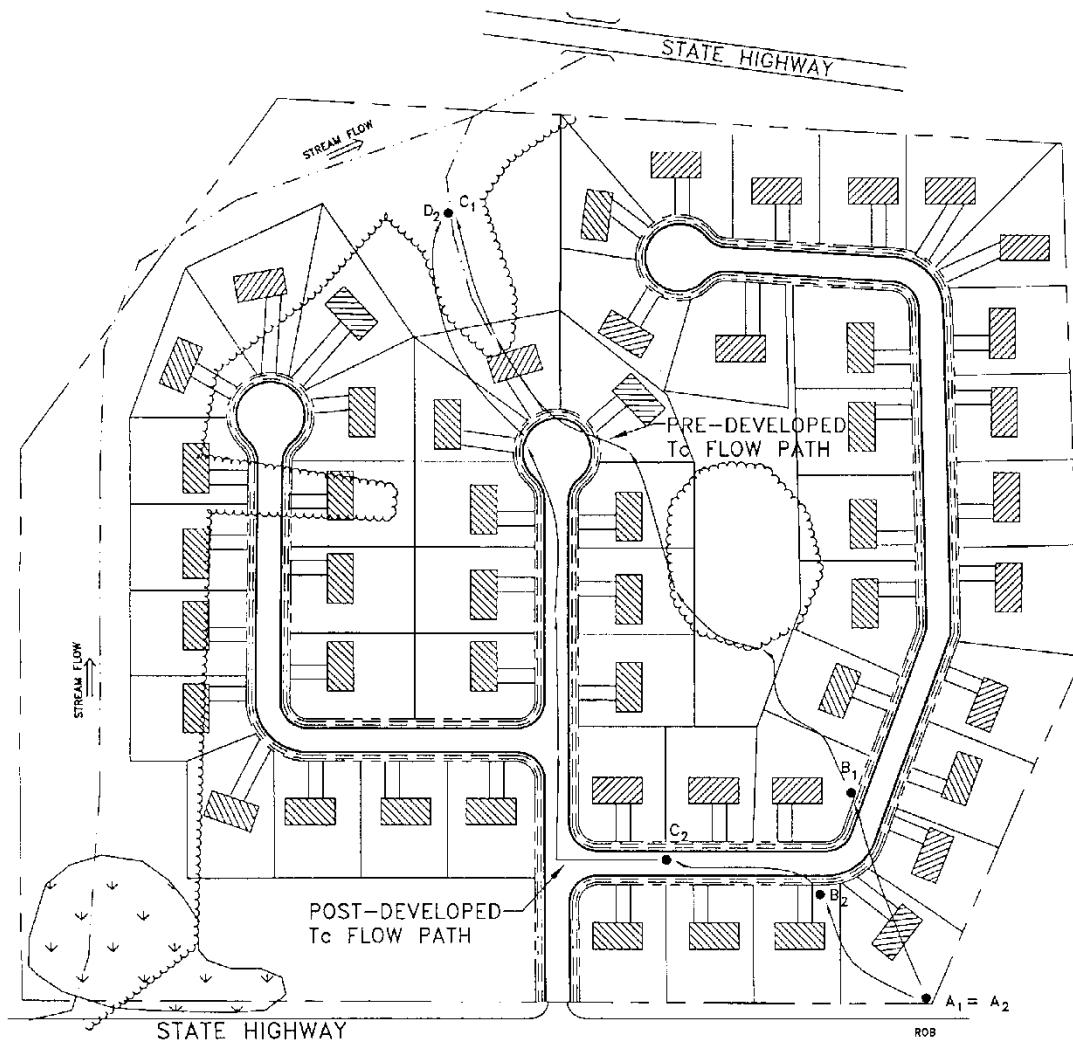 STATE HIGHWAY
STREAM FLOW
D2
C1
PRE-DEVELOPED
Tc FLOW PATH
STREAM FLOW
B1
C2
B2
POST-DEVELOPED
Tc FLOW PATH
A1 = A2
STATE HIGHWAY
ROB